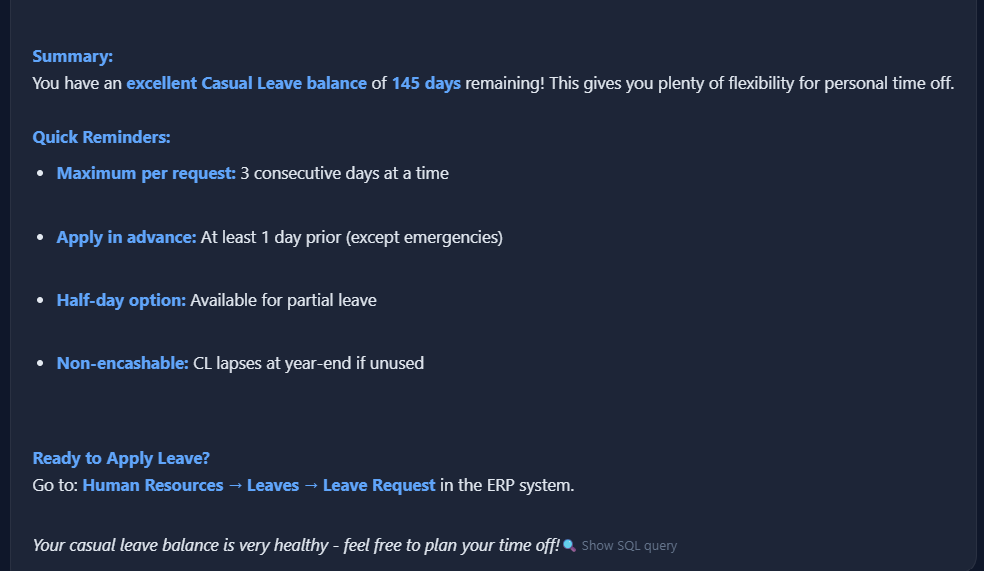 Summary:
You have an excellent Casual Leave balance of 145 days remaining! This gives you plenty of flexibility for personal time off.
Quick Reminders:
• Maximum per request: 3 consecutive days at a time
• Apply in advance: At least 1 day prior (except emergencies)
• Half-day option: Available for partial leave
• Non-encashable: CL lapses at year-end if unused
Ready to Apply Leave?
Go to: Human Resources → Leaves → Leave Request in the ERP system.
Your casual leave balance is very healthy - feel free to plan your time off! 🔍 Show SQL query